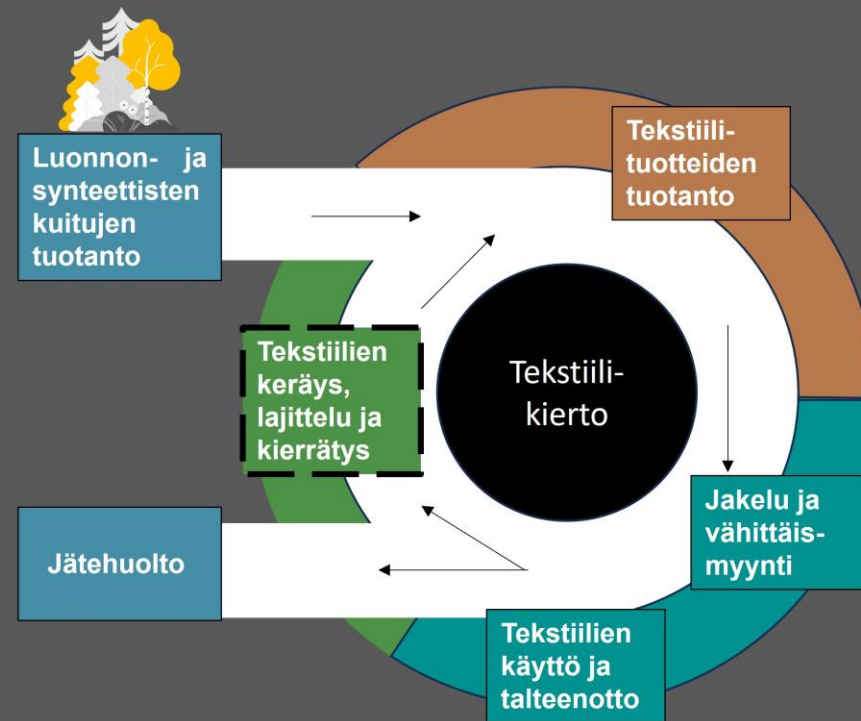 Luonnon- ja
synteettisten
kuitujen
tuotanto
Tekstiili-
tuotteiden
tuotanto
Tekstiilien
keräys,
lajittelu ja
kierrätys
Tekstiili-
kierto
Jakelu ja
vähittäis-
myynti
Jätehuolto
Tekstiilien
käyttö ja
talteenotto